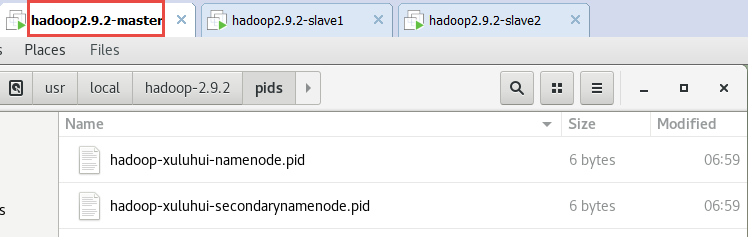 hadoop2.9.2-master hadoop2.9.2-slave1 hadoop2.9.2-slave2
s Places Files
usr local hadoop-2.9.2 pids
Name Size Modified
hadoop-xuluhui-namenode.pid 6 bytes 06:59
s hadoop-xuluhui-secondarynamenode.pid 6 bytes 06:59